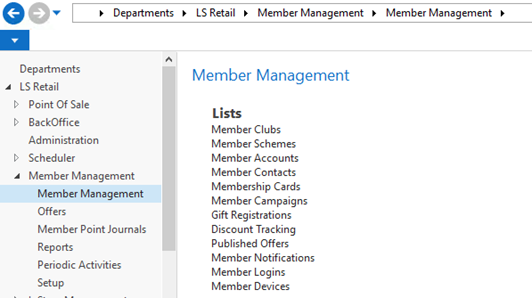 Departments LS Retail Member Management Member Management
Departments
LS Retail
Point Of Sale
BackOffice
Administration
Scheduler
Member Management
Member Management
Offers
Member Point Journals
Reports
Periodic Activities
Setup
Member Management
Lists
Member Clubs
Member Schemes
Member Accounts
Member Contacts
Membership Cards
Member Campaigns
Gift Registrations
Discount Tracking
Published Offers
Member Notifications
Member Logins
Member Devices